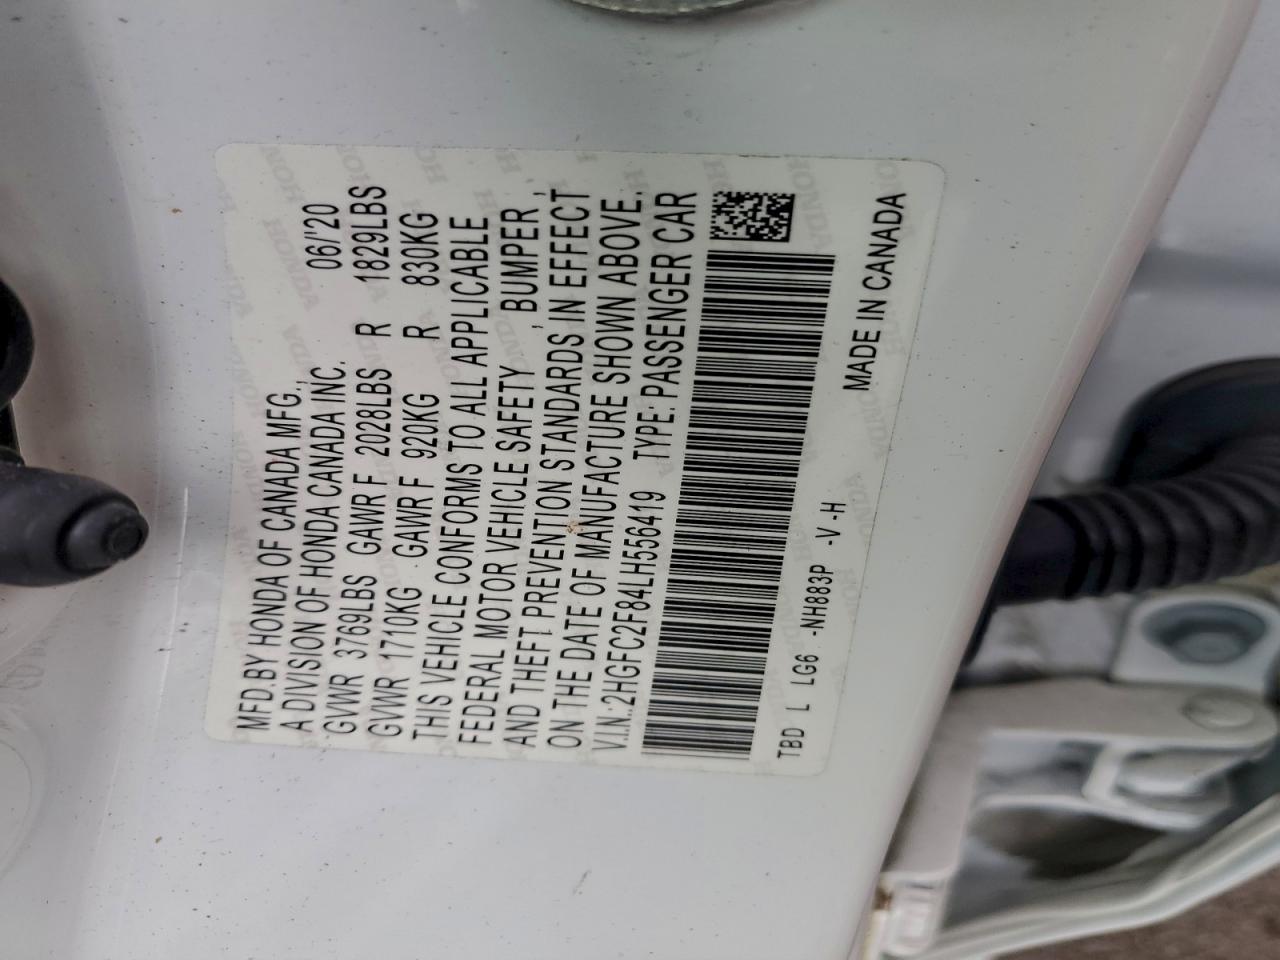 MFD.BY HONDA OF CANADA MFG.,
A DIVISION OF HONDA CANADA INC. 06/'20
GVWR 3769LBS GAWR F 2028LBS R 1829LBS
GVWR 1710KG GAWR F 920KG R 830KG
THIS VEHICLE CONFORMS TO ALL APPLICABLE
FEDERAL MOTOR VEHICLE SAFETY , BUMPER ,
AND THEFT PREVENTION STANDARDS IN EFFECT
ON THE DATE OF MANUFACTURE SHOWN ABOVE.
V.I.N.:2HGFC2F84LH556419 TYPE: PASSENGER CAR
TBD L LG6 -NH883P -V -H MADE IN CANADA